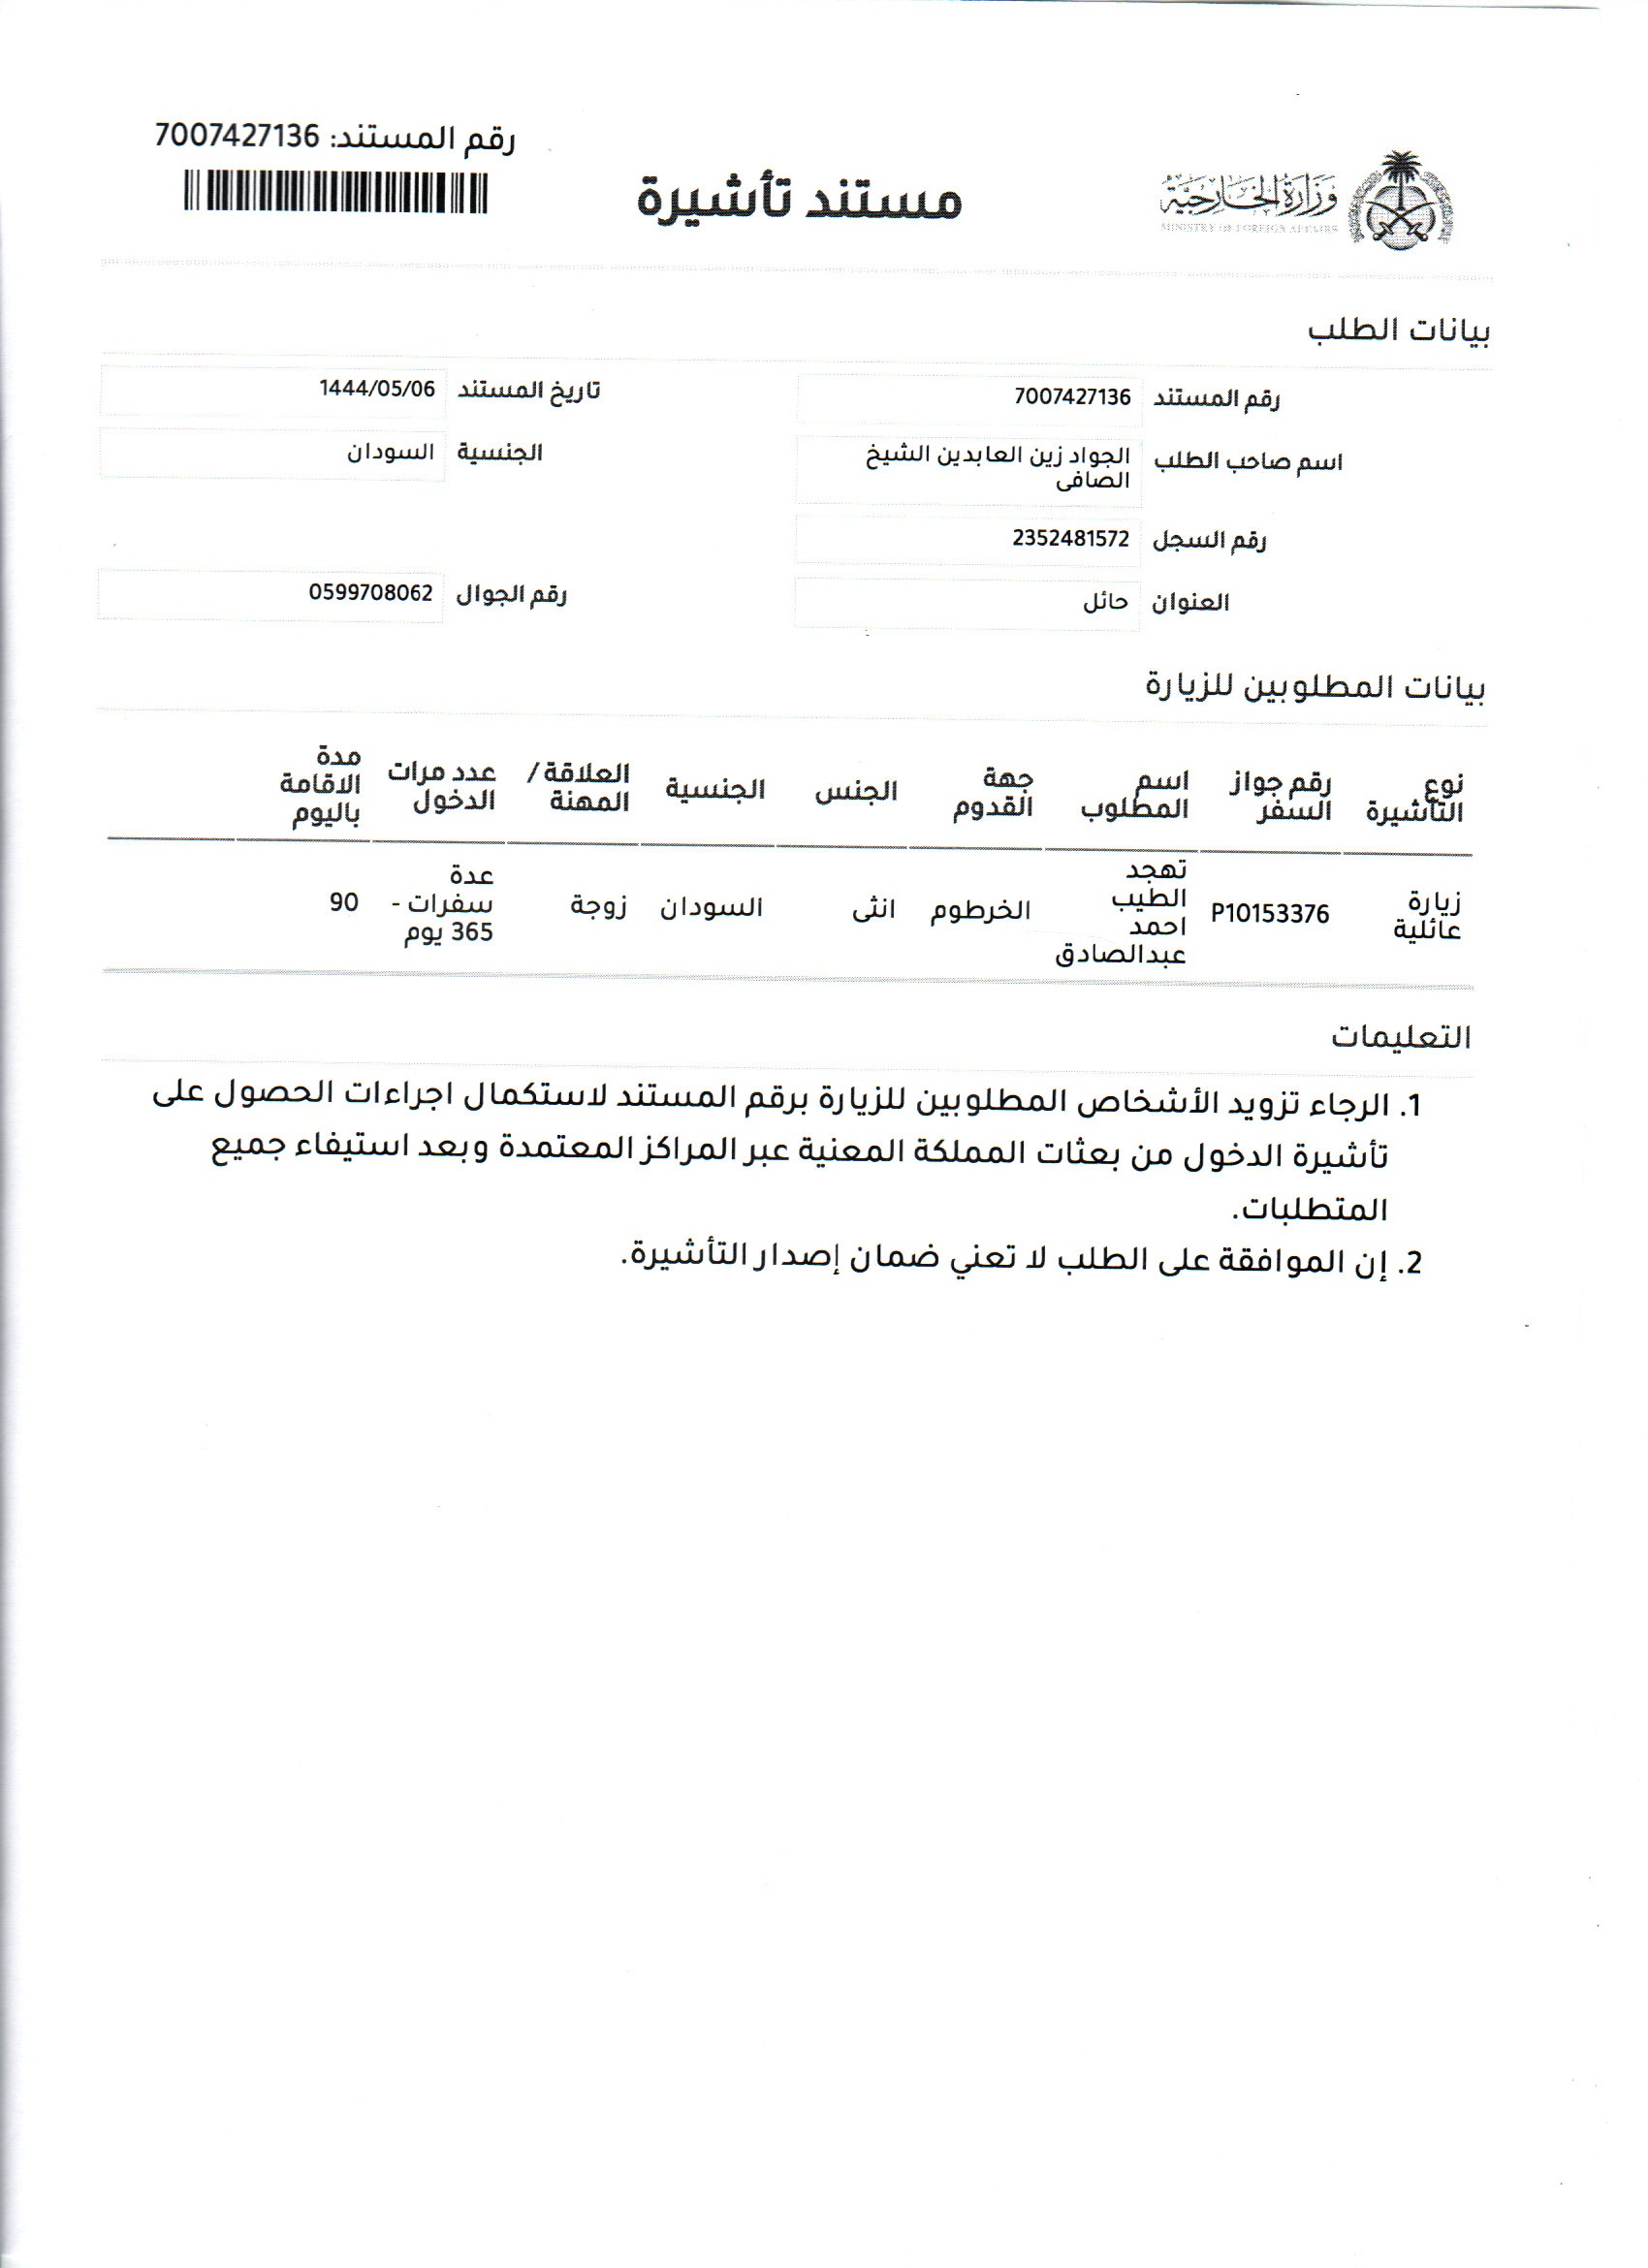 رقم المستند: 7007427136
وزارة الخارجية
MINISTRY OF FOREIGN AFFAIRS
مستند تأشيرة
بيانات الطلب
رقم المستند 7007427136 تاريخ المستند 1444/05/06
اسم صاحب الطلب الجواد زين العابدين الشيخ الجنسية السودان
الصافى
رقم السجل 2352481572
العنوان حائل رقم الجوال 0599708062
بيانات المطلوبين للزيارة
نوع التأشيرة رقم جواز السفر اسم المطلوب جهة القدوم الجنس الجنسية العلاقة / المهنة عدد مرات الدخول مدة الاقامة باليوم
زيارة عائلية P10153376 تهجد الطيب احمد عبدالصادق الخرطوم انثى السودان زوجة عدة سفرات - 365 يوم 90
التعليمات
1. الرجاء تزويد الأشخاص المطلوبين للزيارة برقم المستند لاستكمال اجراءات الحصول على
تأشيرة الدخول من بعثات المملكة المعنية عبر المراكز المعتمدة وبعد استيفاء جميع
المتطلبات.
2. إن الموافقة على الطلب لا تعني ضمان إصدار التأشيرة.